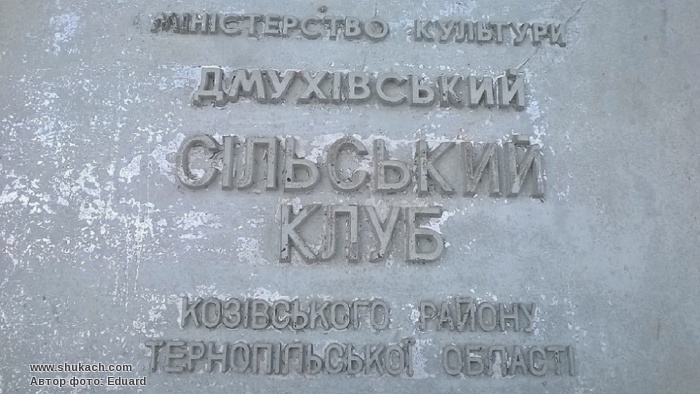 МІНІСТЕРСТВО КУЛЬТУРИ
ДМУХІВСЬКИЙ
СІЛЬСЬКИЙ
КЛУБ
КОЗІВСЬКОГО РАЙОНУ
ТЕРНОПІЛЬСЬКОЇ ОБЛАСТІ
www.shukach.com
Автор фото: Eduard